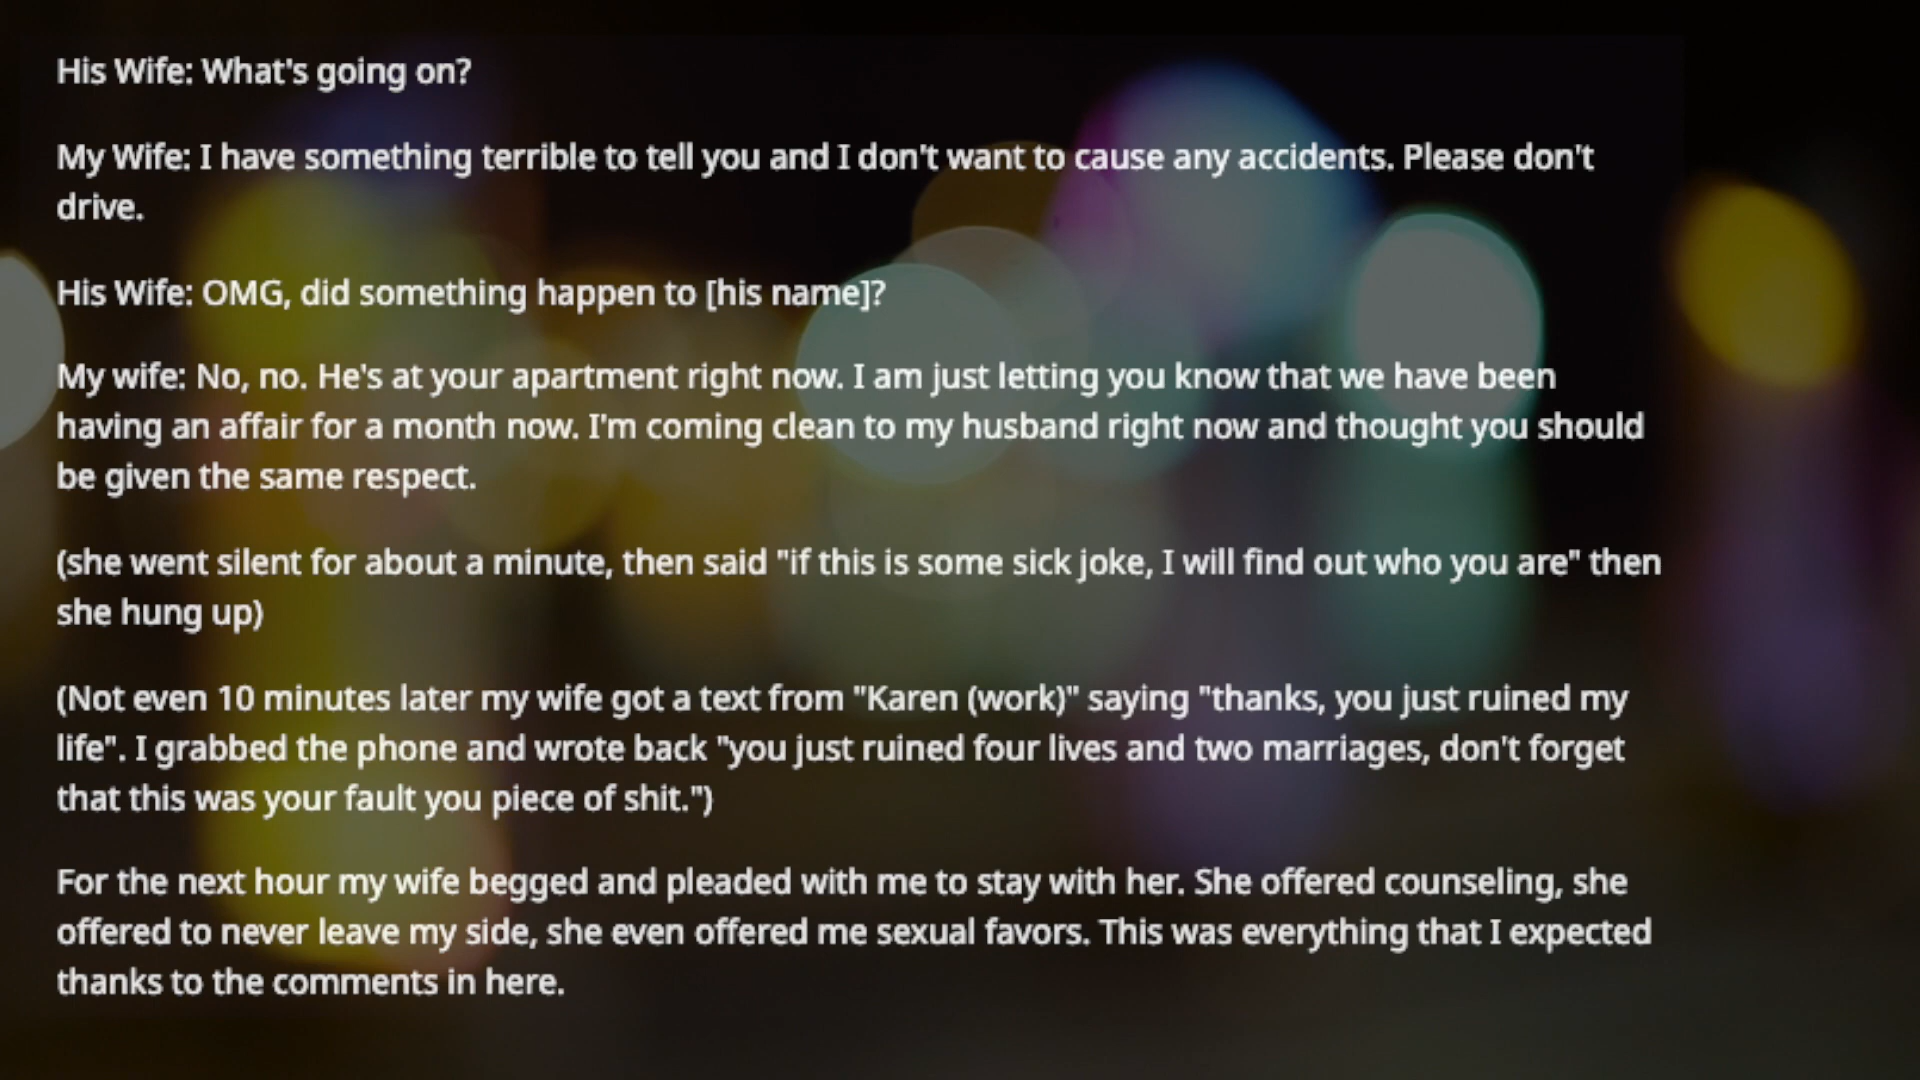 His Wife: What's going on?
My Wife: I have something terrible to tell you and I don't want to cause any accidents. Please don't
drive.
His Wife: OMG, did something happen to [his name]?
My wife: No, no. He's at your apartment right now. I am just letting you know that we have been
having an affair for a month now. I'm coming clean to my husband right now and thought you should
be given the same respect.
(she went silent for about a minute, then said "if this is some sick joke, I will find out who you are" then
she hung up)
(Not even 10 minutes later my wife got a text from "Karen (work)" saying "thanks, you just ruined my
life". I grabbed the phone and wrote back "you just ruined four lives and two marriages, don't forget
that this was your fault you piece of shit.")
For the next hour my wife begged and pleaded with me to stay with her. She offered counseling, she
offered to never leave my side, she even offered me sexual favors. This was everything that I expected
thanks to the comments in here.